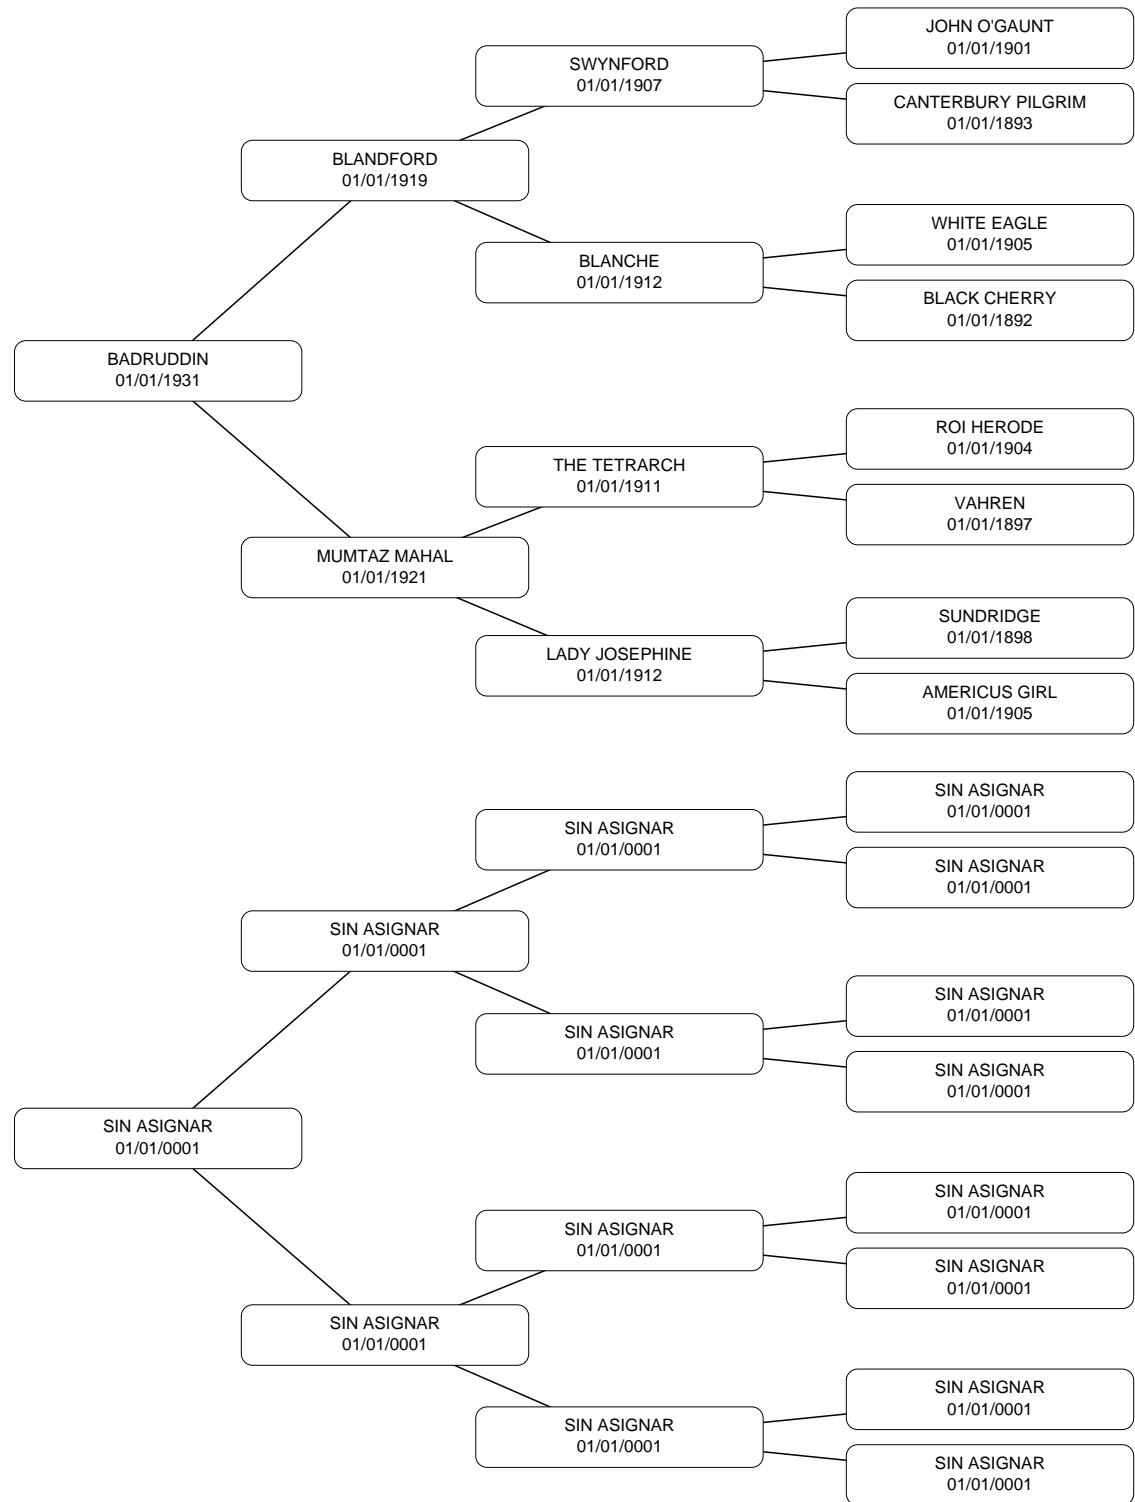 JOHN O'GAUNT
01/01/1901
SWYNFORD
01/01/1907
CANTERBURY PILGRIM
01/01/1893
BLANDFORD
01/01/1919
WHITE EAGLE
01/01/1905
BLANCHE
01/01/1912
BLACK CHERRY
01/01/1892
BADRUDDIN
01/01/1931
ROI HERODE
01/01/1904
THE TETRARCH
01/01/1911
VAHREN
01/01/1897
MUMTAZ MAHAL
01/01/1921
SUNDRIDGE
01/01/1898
LADY JOSEPHINE
01/01/1912
AMERICUS GIRL
01/01/1905
SIN ASIGNAR
01/01/0001
SIN ASIGNAR
01/01/0001
SIN ASIGNAR
01/01/0001
SIN ASIGNAR
01/01/0001
SIN ASIGNAR
01/01/0001
SIN ASIGNAR
01/01/0001
SIN ASIGNAR
01/01/0001
SIN ASIGNAR
01/01/0001
SIN ASIGNAR
01/01/0001
SIN ASIGNAR
01/01/0001
SIN ASIGNAR
01/01/0001
SIN ASIGNAR
01/01/0001
SIN ASIGNAR
01/01/0001
SIN ASIGNAR
01/01/0001
SIN ASIGNAR
01/01/0001